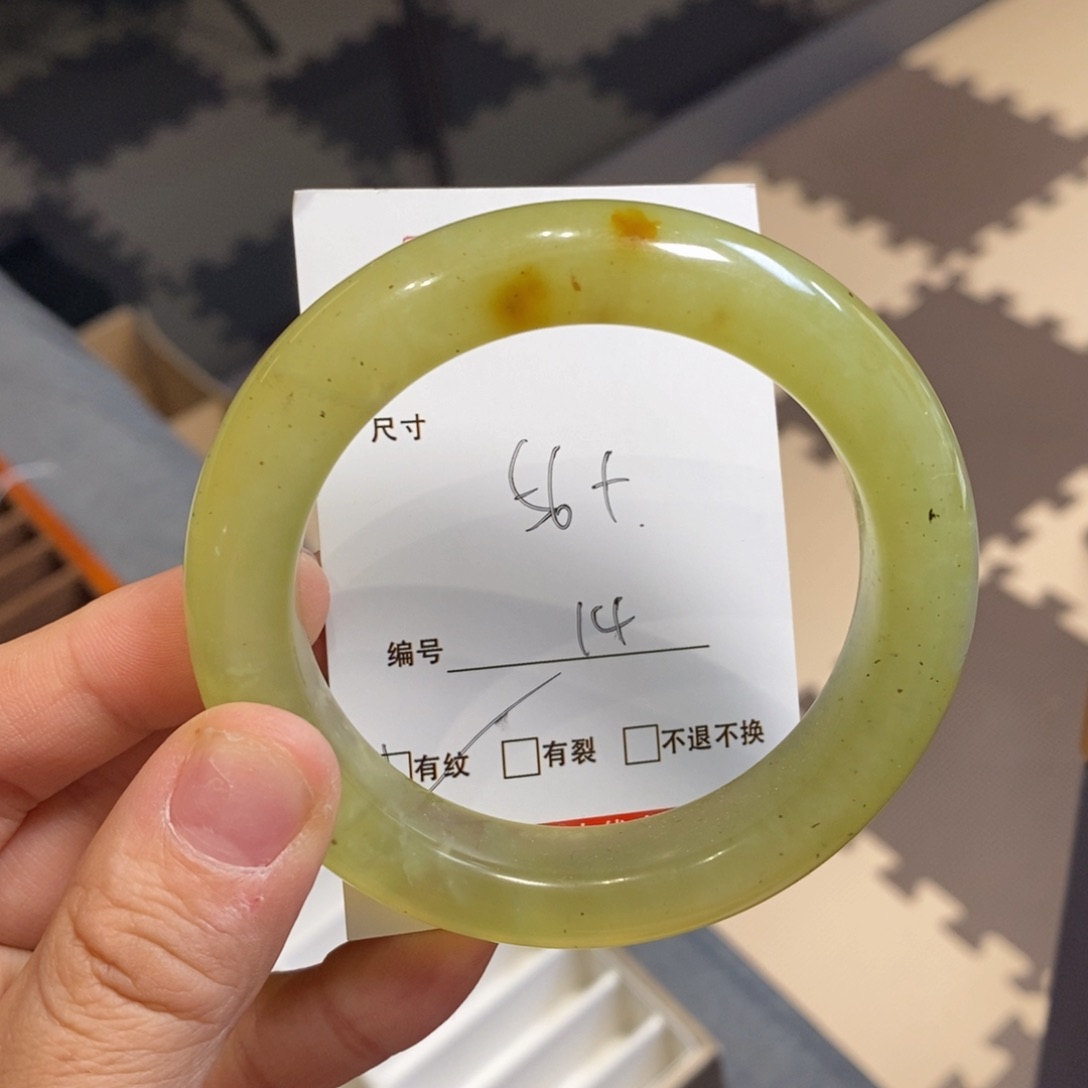 尺寸
56+
编号 14
有纹 有裂 不退不换